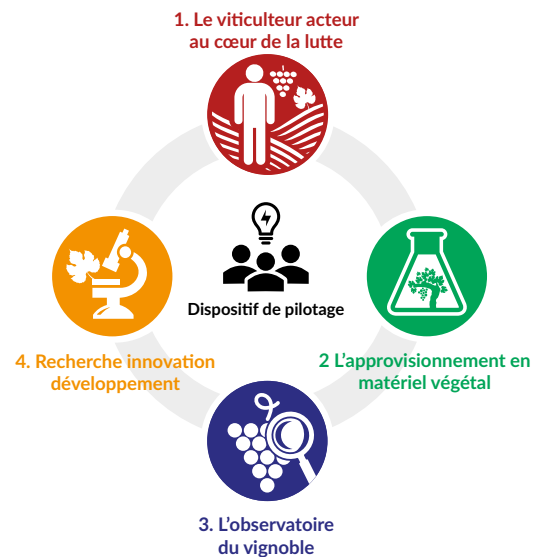 1. Le viticulteur acteur
au cœur de la lutte
Dispositif de pilotage
2 L'approvisionnement en
matériel végétal
3. L'observatoire
du vignoble
4. Recherche innovation
développement